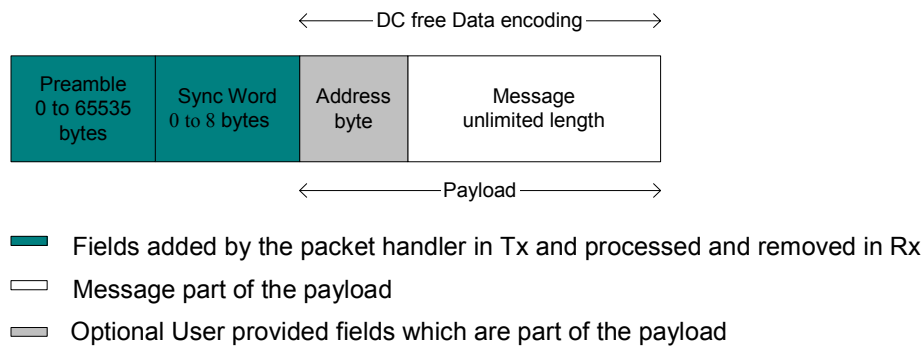 DC free Data encoding
Preamble
0 to 65535
bytes
Sync Word
0 to 8 bytes
Address
byte
Message
unlimited length
Payload
Fields added by the packet handler in Tx and processed and removed in Rx
Message part of the payload
Optional User provided fields which are part of the payload